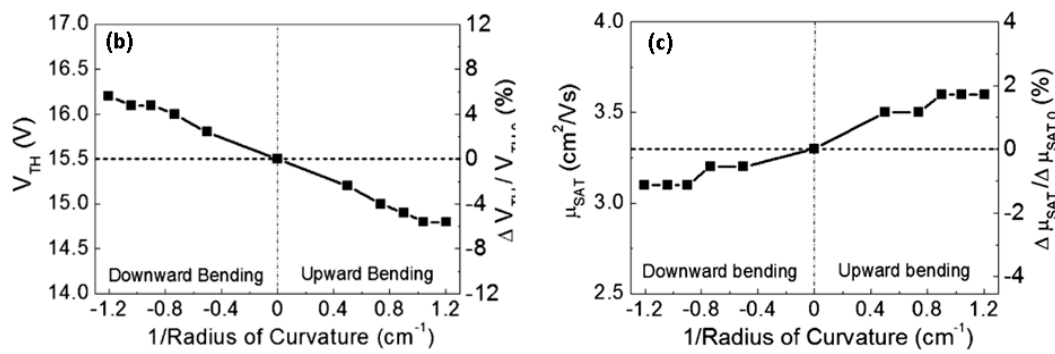 (b)
17.0
16.5
16.0
15.5
15.0
14.5
14.0
V_TH (V)
12
8
4
0
-4
-8
-12
Δ V_TH / V_TH,0 (%)
Downward Bending
Upward Bending
-1.2 -0.8 -0.4 0 0.4 0.8 1.2
1/Radius of Curvature (cm⁻¹)
(c)
4.0
3.5
3.0
2.5
μ_SAT (cm²/Vs)
4
2
0
-2
-4
Δ μ_SAT/Δ μ_SAT,0 (%)
Downward bending
Upward bending
-1.2 -0.8 -0.4 0 0.4 0.8 1.2
1/Radius of Curvature (cm⁻¹)